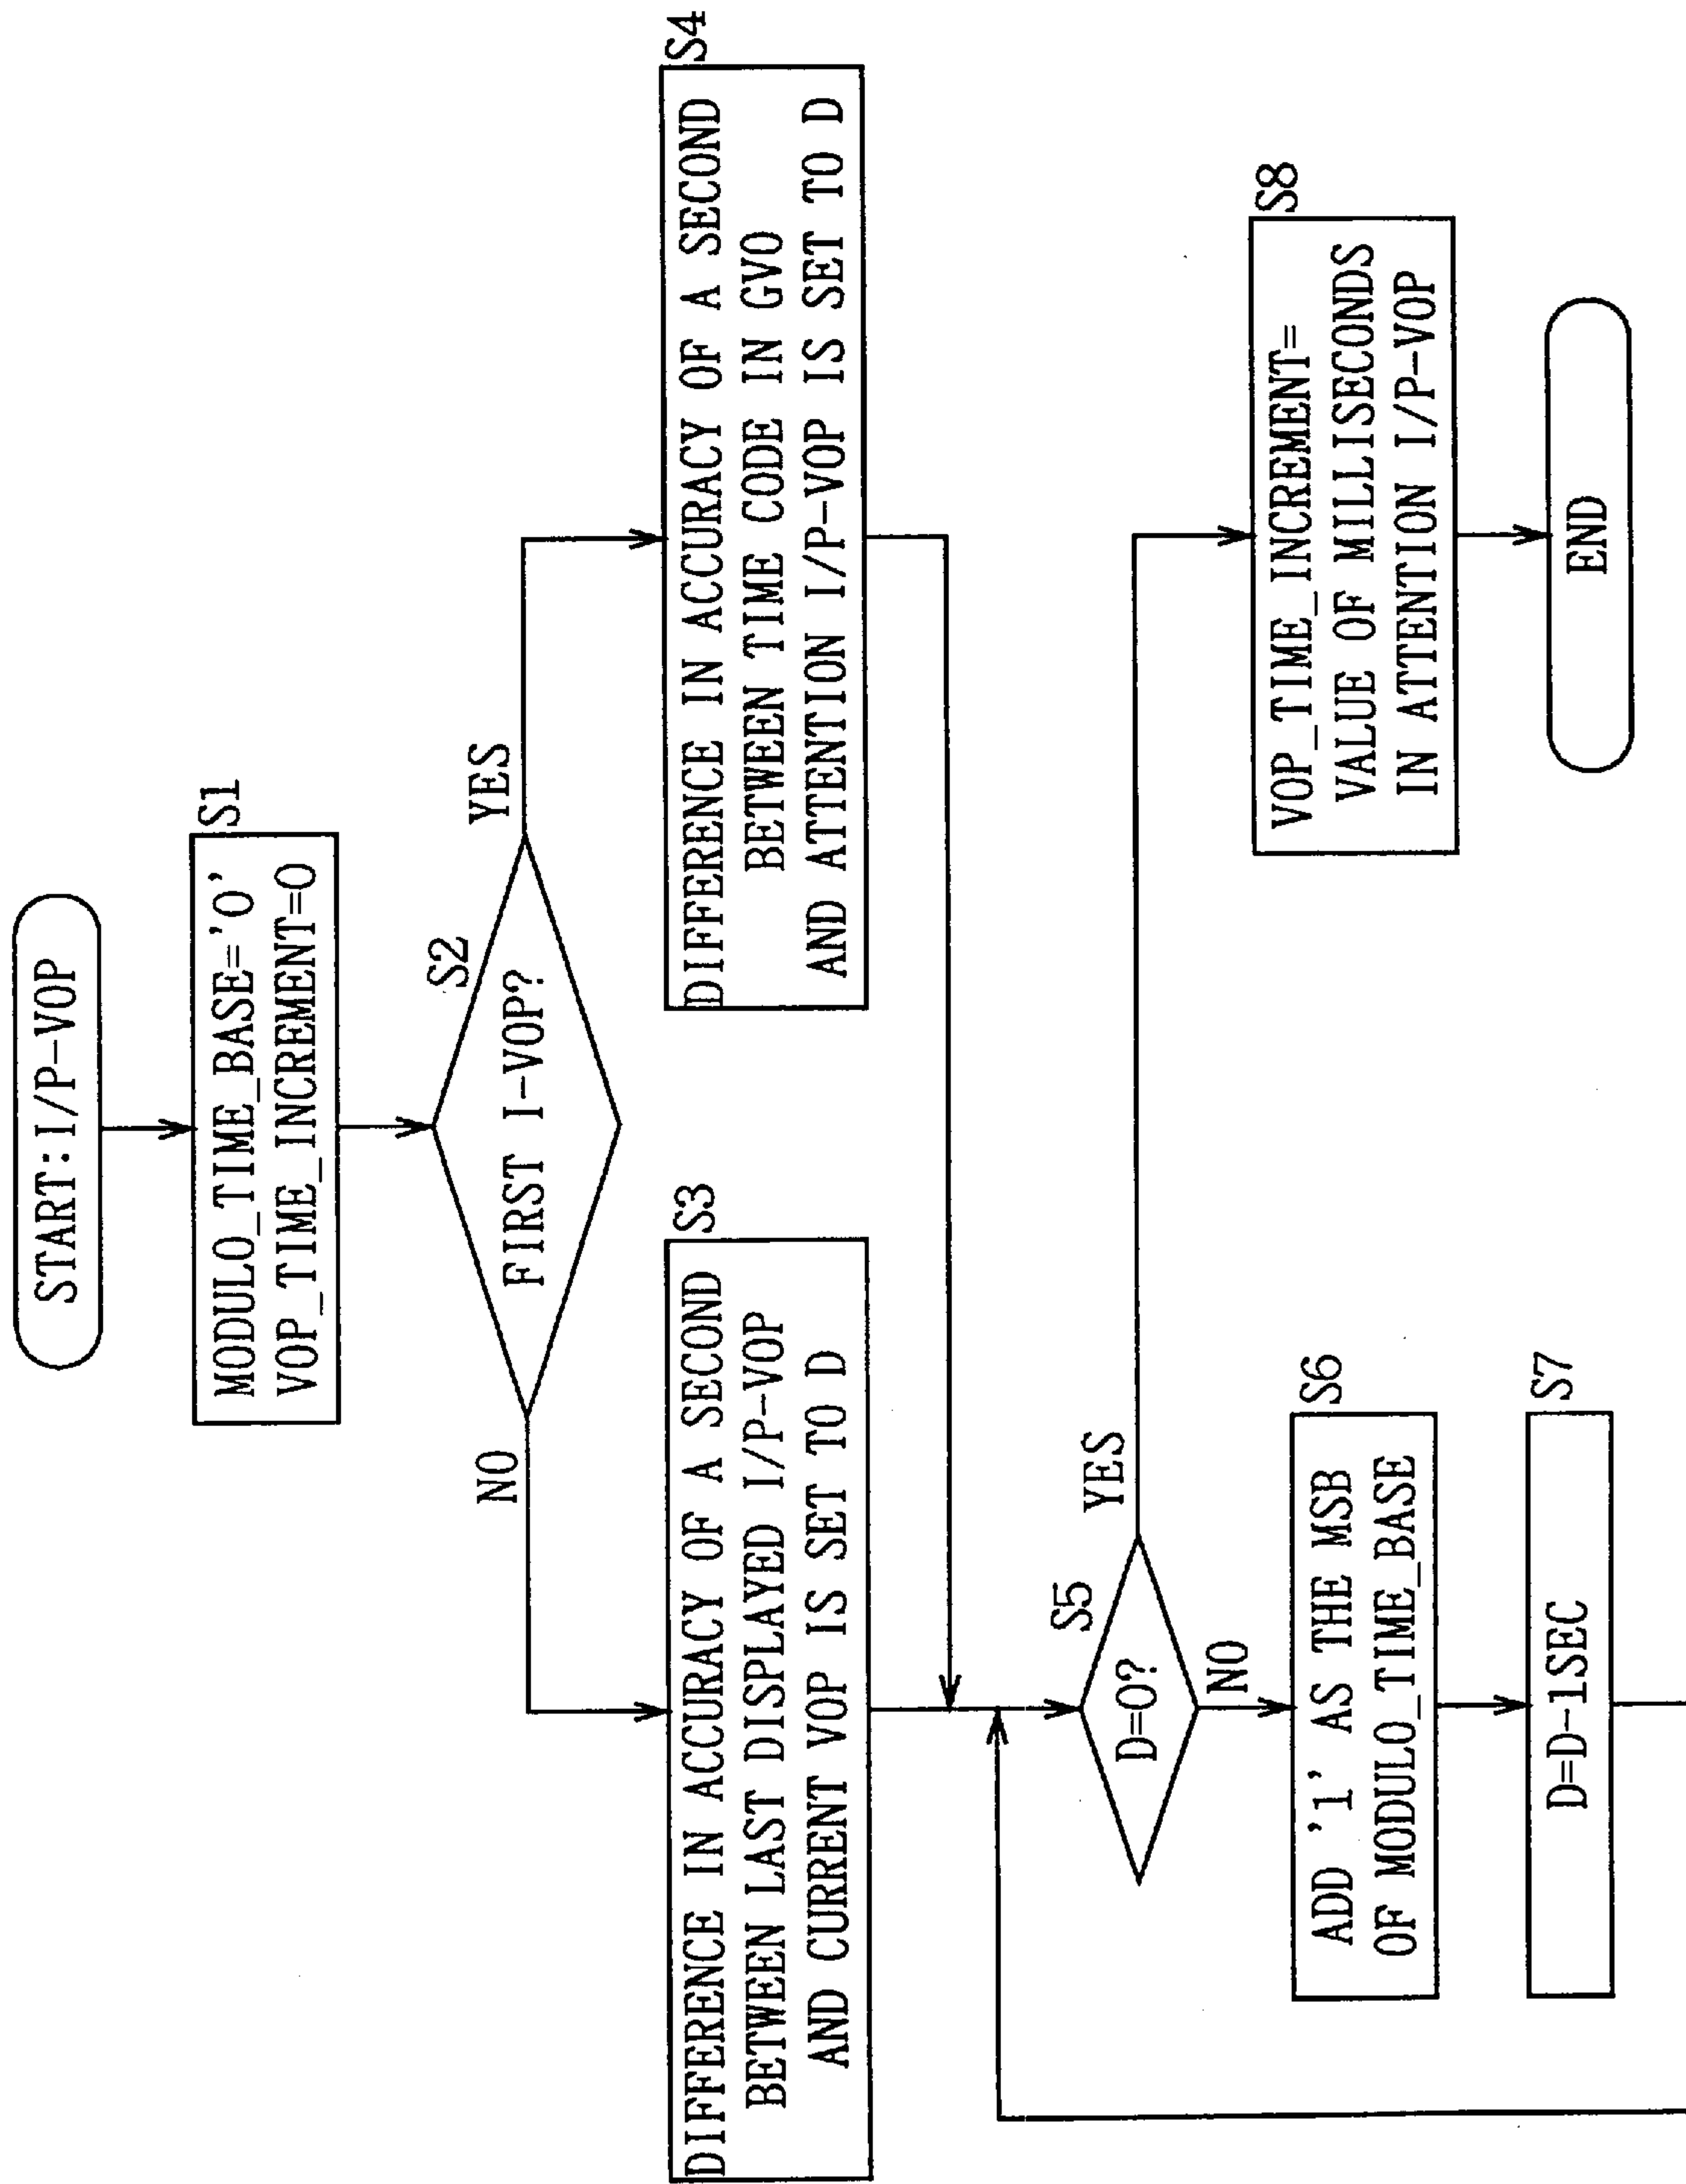 START:I/P-VOP
S1
MODULO_TIME_BASE='0'
VOP_TIME_INCREMENT=0
S2
FIRST I-VOP?
NO
YES
S3
DIFFERENCE IN ACCURACY OF A SECOND
BETWEEN LAST DISPLAYED I/P-VOP
AND CURRENT VOP IS SET TO D
S4
DIFFERENCE IN ACCURACY OF A SECOND
BETWEEN TIME CODE IN GVO
AND ATTENTION I/P-VOP IS SET TO D
S5
D=0?
YES
NO
S6
ADD '1' AS THE MSB
OF MODULO_TIME_BASE
S7
D=D-1SEC
S8
VOP_TIME_INCREMENT=
VALUE OF MILLISECONDS
IN ATTENTION I/P-VOP
END